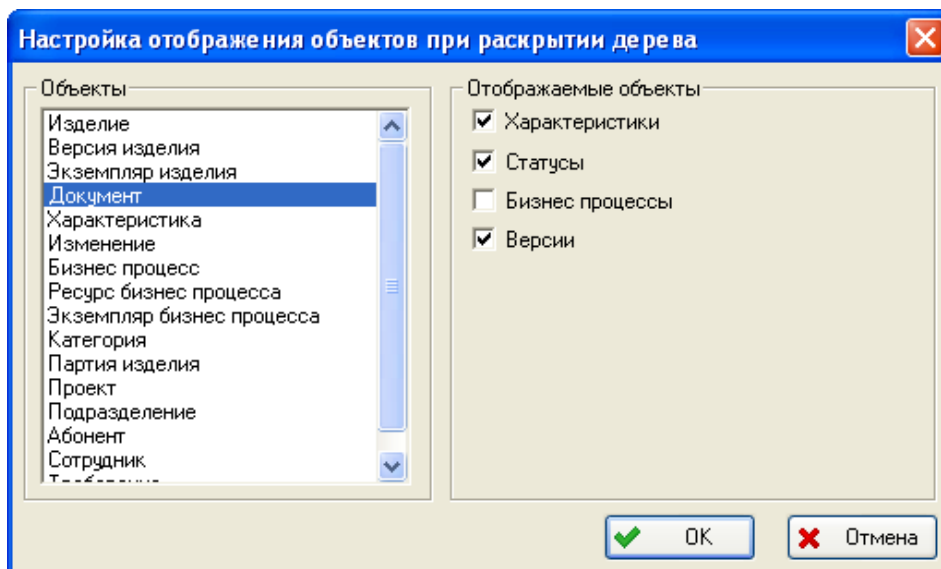 Настройка отображения объектов при раскрытии дерева
Объекты
Изделие
Версия изделия
Экземпляр изделия
Документ
Характеристика
Изменение
Бизнес процесс
Ресурс бизнес процесса
Экземпляр бизнес процесса
Категория
Партия изделия
Проект
Подразделение
Абонент
Сотрудник
Отображаемые объекты
Характеристики
Статусы
Бизнес процессы
Версии
OK
Отмена